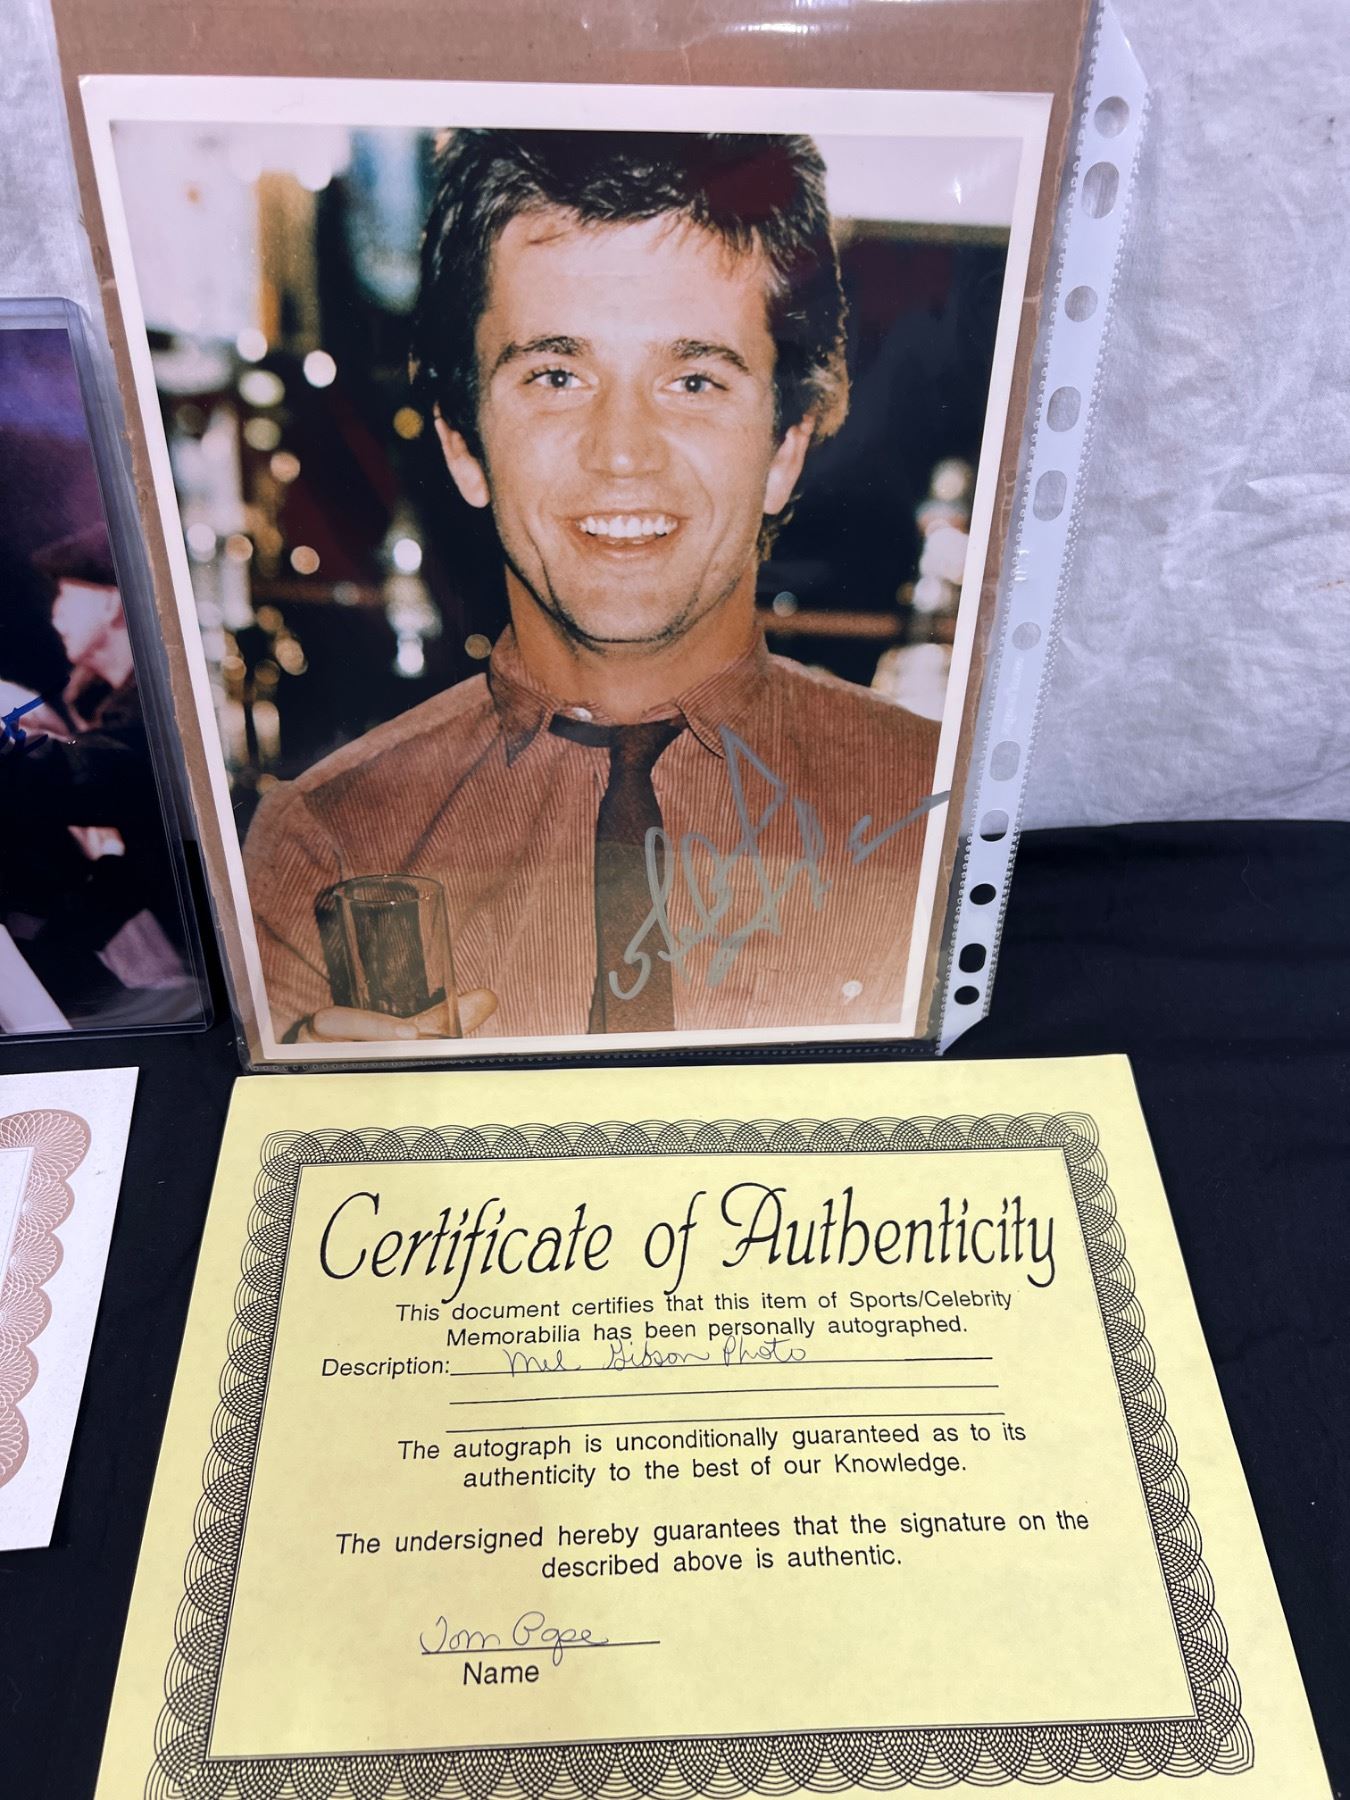 Certificate of Authenticity
This document certifies that this item of Sports/Celebrity
Memorabilia has been personally autographed.
Description: Mel Gibson Photo
The autograph is unconditionally guaranteed as to its
authenticity to the best of our Knowledge.
The undersigned hereby guarantees that the signature on the
described above is authentic.
Tom Pope
Name